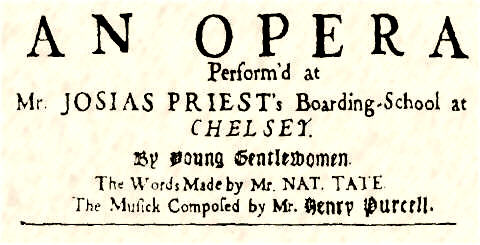 AN OPERA
Perform'd at
Mr. JOSIAS PRIEST's Boarding-School at
CHELSEY.
By Young Gentlewomen.
The Words Made by Mr. NAT. TATE.
The Musick Composed by Mr. Henry Purcell.